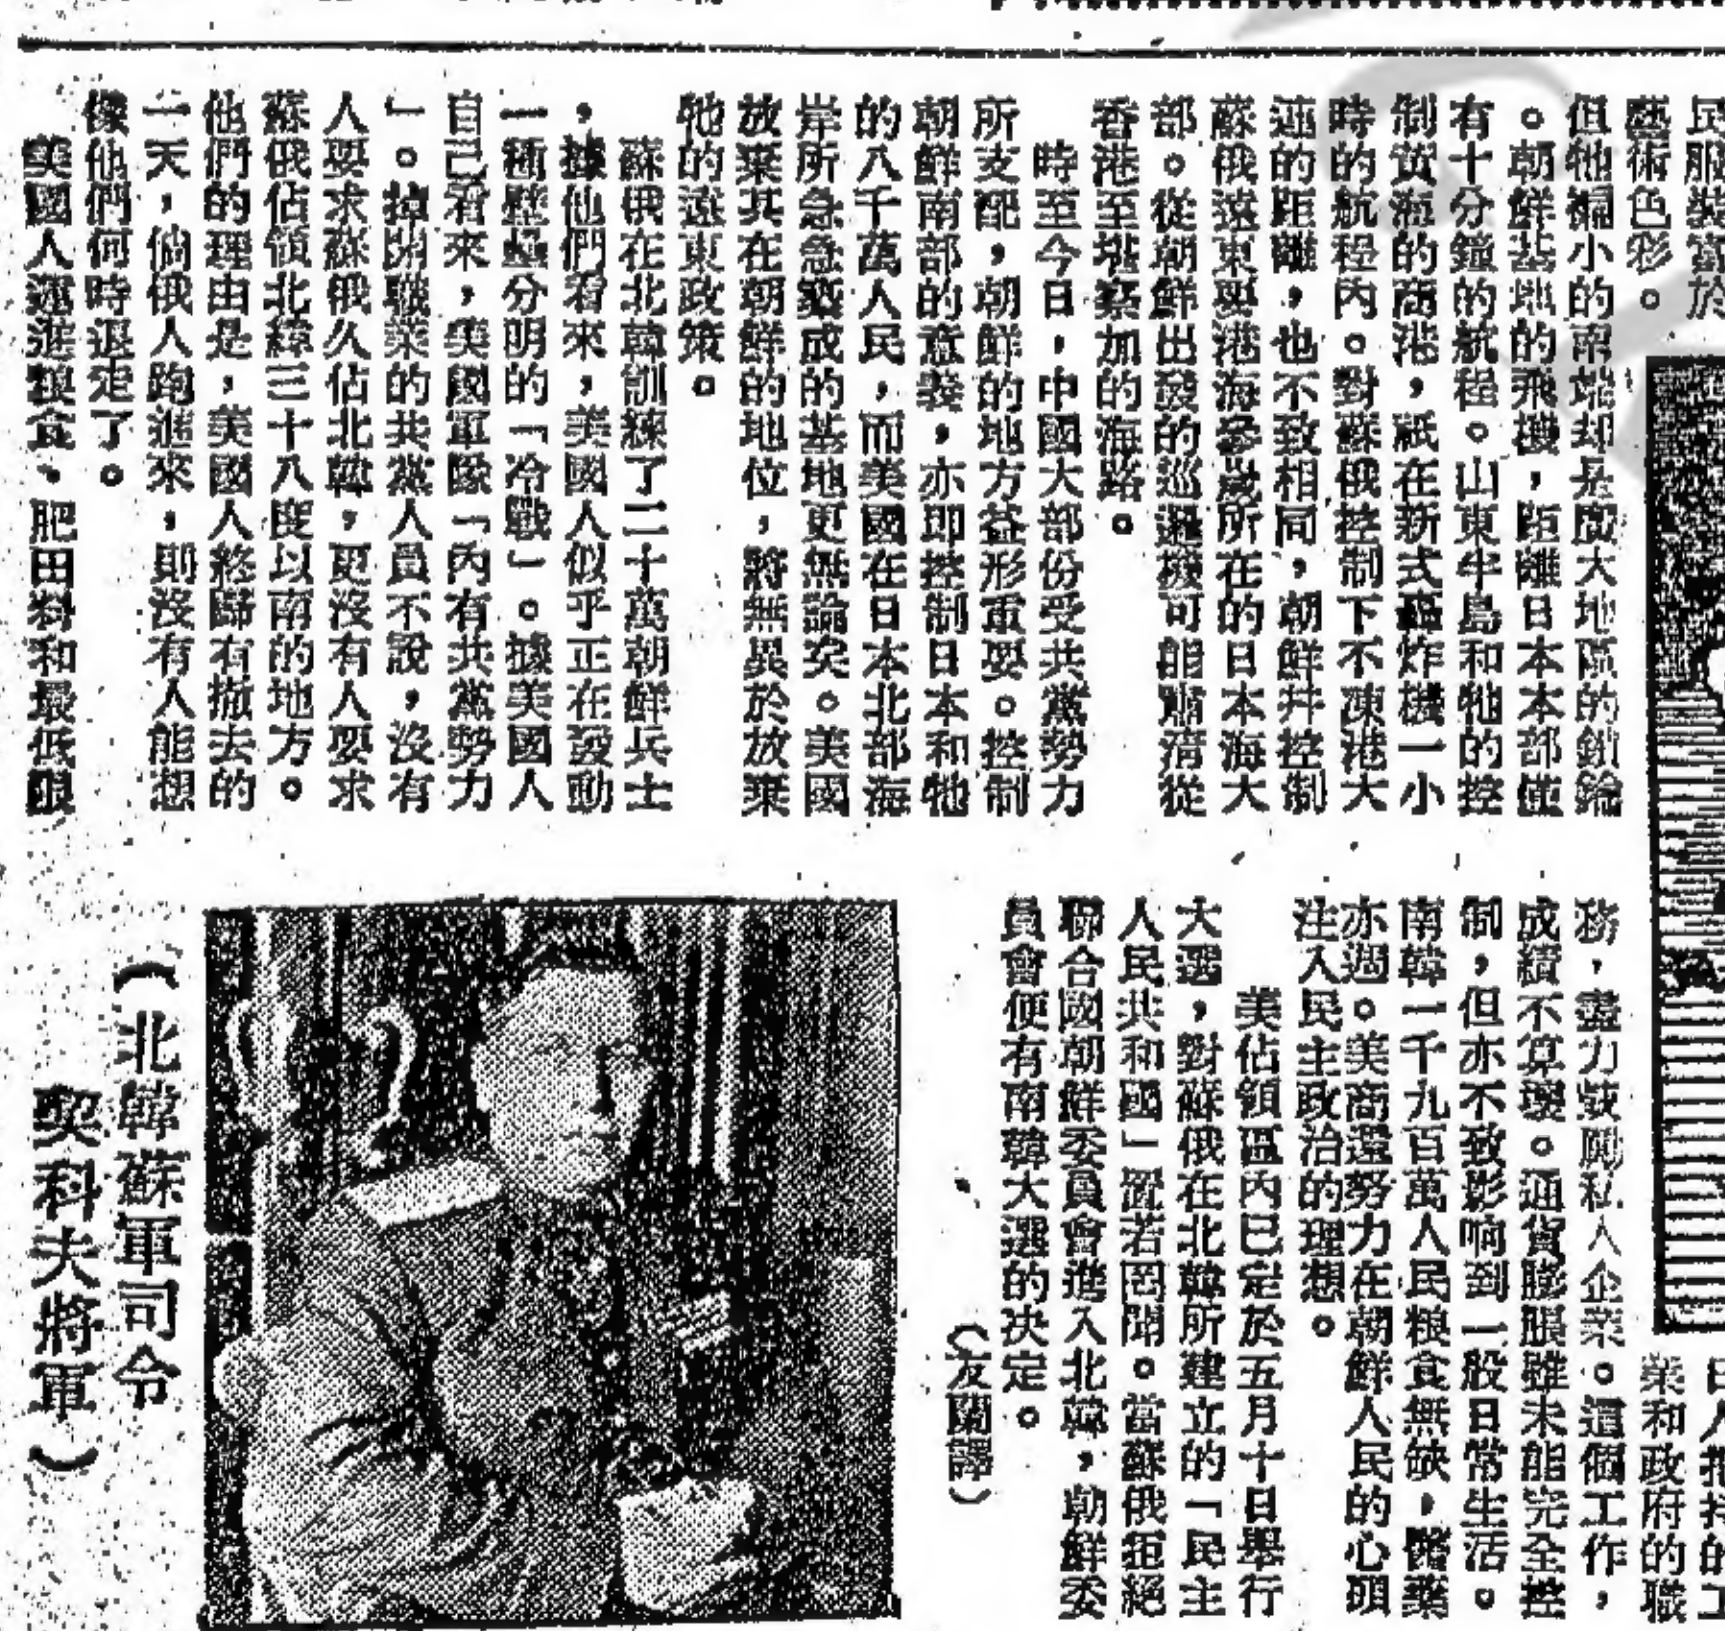 民服裝富於
藝術色彩。
但牠褊小的南端却是廣大地區的鎖鑰
。朝鮮基地的飛機，距離日本本部僅
有十分鐘的航程。山東半島和牠的控
制黃海的商港，祇在新式轟炸機一小
時的航程內。對蘇俄控制下不凍港大
連的距離，也不致相同，朝鮮幷控制
蘇俄遠東要港海參崴所在的日本海大
部。從朝鮮出發的巡邏機可能肅清從
香港至堪察加的海路。
時至今日，中國大部份受共黨勢力
所支配，朝鮮的地方益形重要。控制
朝鮮南部的意義，亦即控制日本和牠
的八千萬人民，而美國在日本北部海
岸所急急築成的基地更無論矣。美國
放棄其在朝鮮的地位，將無異於放棄
牠的遠東政策。
蘇俄在北韓訓練了二十萬朝鮮兵士
，據他們看來，美國人似乎正在發動
一種壁壘分明的「冷戰」。據美國人
自己看來，美國軍隊「內有共黨勢力
」。掉開職業的共黨人員不說，沒有
人要求蘇俄久佔北韓，更沒有人要求
蘇俄佔領北緯三十八度以南的地方。
他們的理由是，美國人終歸有撤去的
一天，倘俄人跑進來，則沒有人能想
像他們何時退走了。
美國人運進糧食、肥田料和最低限
業和政府的職
務，盡力鼓勵私人企業。這個工作，
成績不算壞。通貨膨脹雖未能完全控
制，但亦不致影响到一般日常生活。
南韓一千九百萬人民粮食無缺，醫藥
亦週。美商還努力在朝鮮人民的心頭
注入民主政治的理想。
美佔領區內已定於五月十日舉行
大選，對蘇俄在北韓所建立的「民主
人民共和國」置若罔聞。當蘇俄拒絕
聯合國朝鮮委員會進入北韓，朝鮮委
員會便有南韓大選的決定。
（友蘭譯）
（北韓蘇軍司令
契科夫將軍）